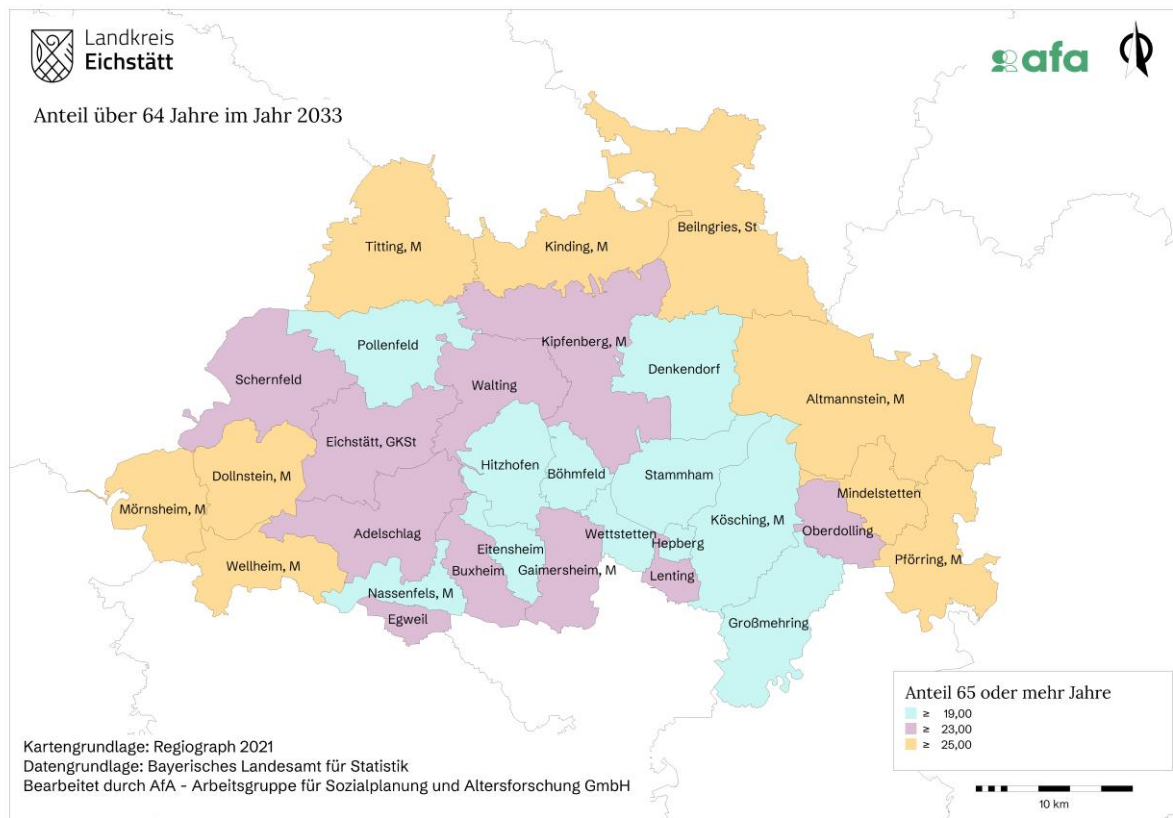 Landkreis
Eichstätt
afa
Anteil über 64 Jahre im Jahr 2033
Titting, M
Kinding, M
Beilngries, St
Pollenfeld
Kipfenberg, M
Schernfeld
Walting
Denkendorf
Altmannstein, M
Eichstätt, GKSt
Hitzhofen
Böhmfeld
Stammham
Dollnstein, M
Mindelstetten
Mörnsheim, M
Kösching, M
Adelschlag
Wettstetten
Oberdolling
Eitensheim
Hepberg
Pförring, M
Wellheim, M
Buxheim
Gaimersheim, M
Lenting
Nassenfels, M
Egweil
Großmehring
Anteil 65 oder mehr Jahre
≥ 19,00
≥ 23,00
≥ 25,00
Kartengrundlage: Regiograph 2021
Datengrundlage: Bayerisches Landesamt für Statistik
Bearbeitet durch AfA - Arbeitsgruppe für Sozialplanung und Altersforschung GmbH
10 km